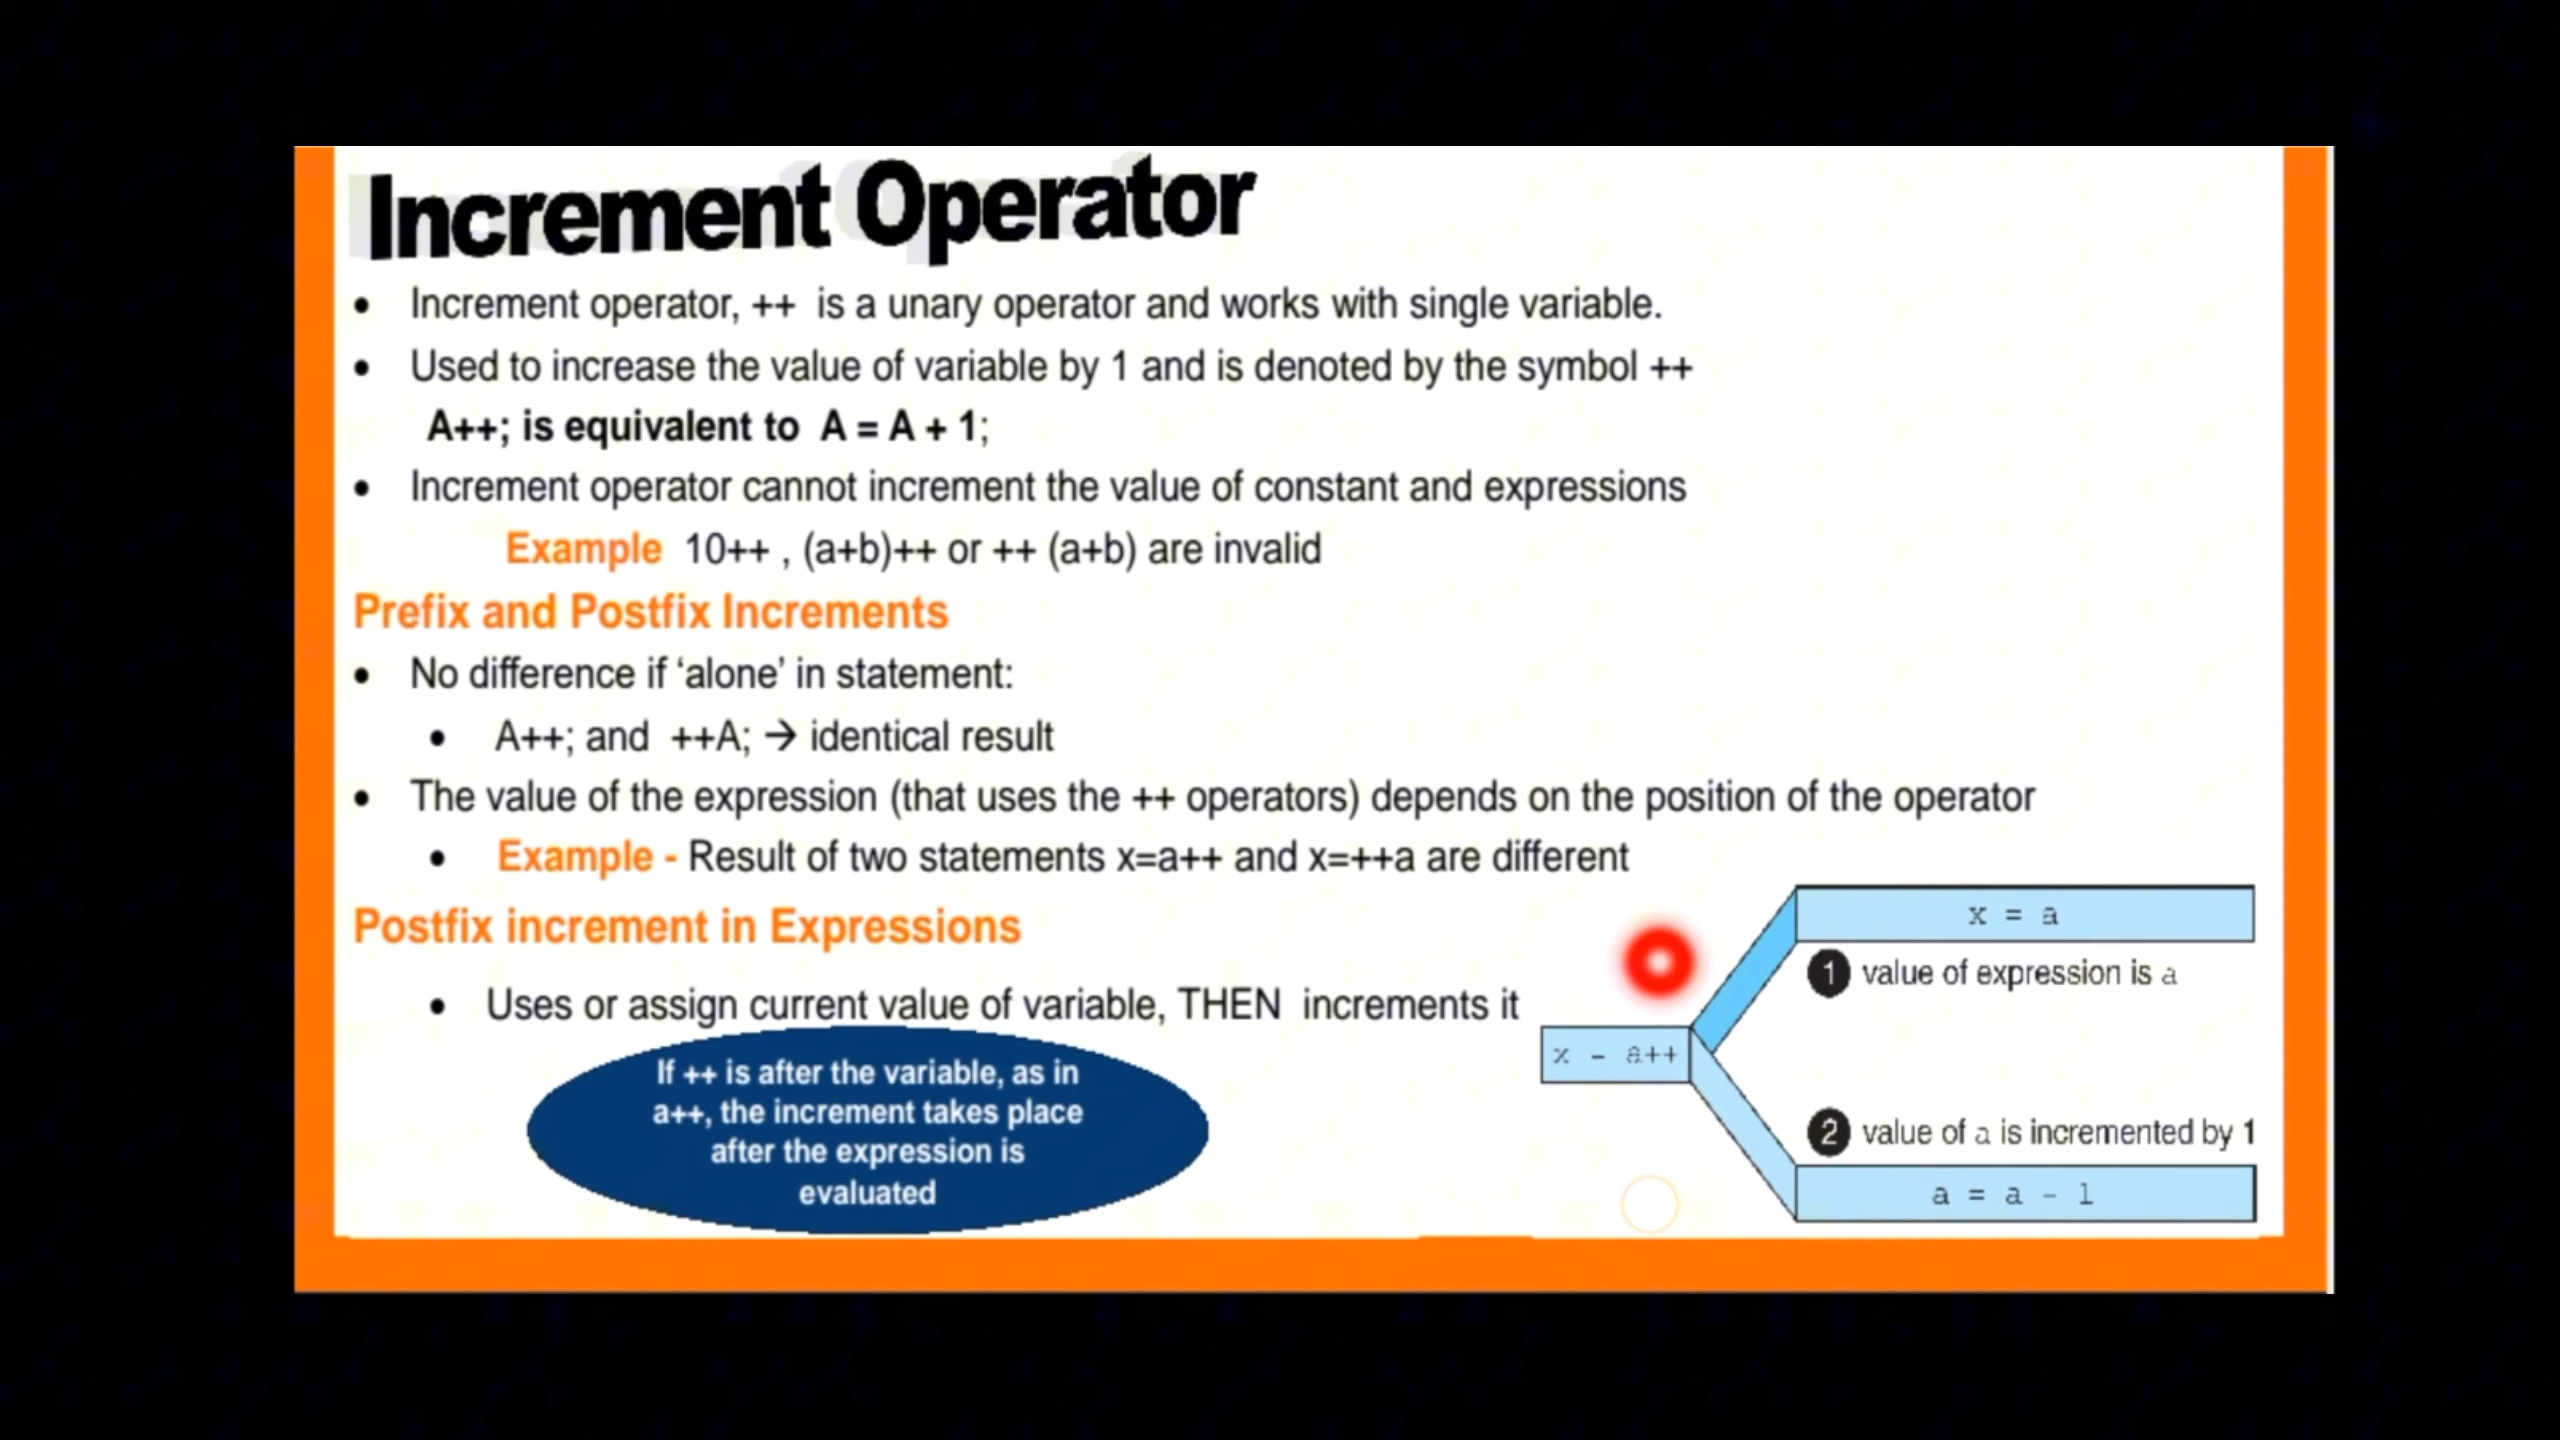 Increment Operator
• Increment operator, ++ is a unary operator and works with single variable.
• Used to increase the value of variable by 1 and is denoted by the symbol ++
A++; is equivalent to A = A + 1;
• Increment operator cannot increment the value of constant and expressions
Example 10++ , (a+b)++ or ++ (a+b) are invalid
Prefix and Postfix Increments
• No difference if ‘alone’ in statement:
• A++; and ++A; → identical result
• The value of the expression (that uses the ++ operators) depends on the position of the operator
• Example - Result of two statements x=a++ and x=++a are different
Postfix increment in Expressions
• Uses or assign current value of variable, THEN increments it
If ++ is after the variable, as in
a++, the increment takes place
after the expression is
evaluated
x = a
1 value of expression is a
x - a++
2 value of a is incremented by 1
a = a - 1